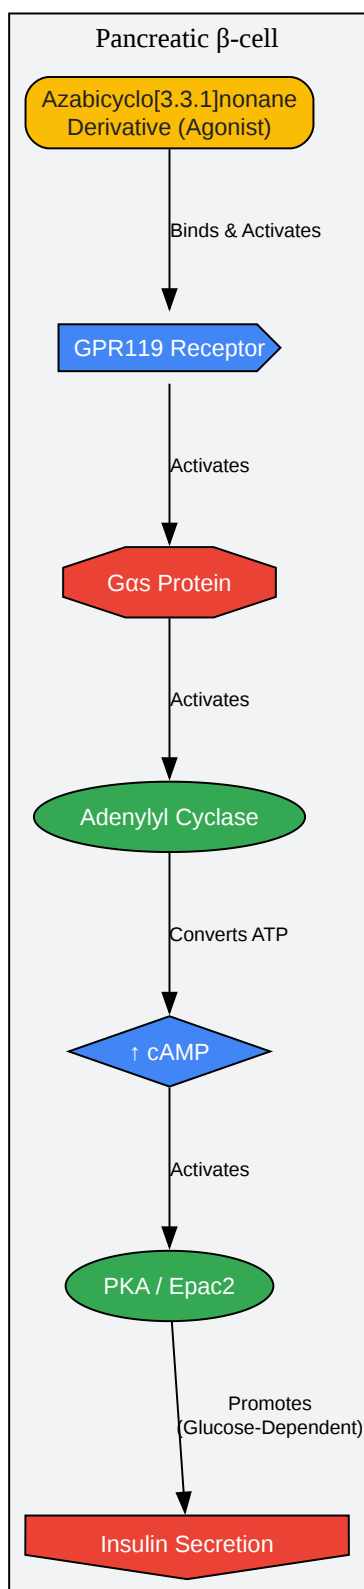 Pancreatic β-cell
Azabicyclo[3.3.1]nonane
Derivative (Agonist)
Binds & Activates
GPR119 Receptor
Activates
Gαs Protein
Activates
Adenylyl Cyclase
Converts ATP
↑ cAMP
Activates
PKA / Epac2
Promotes
(Glucose-Dependent)
Insulin Secretion